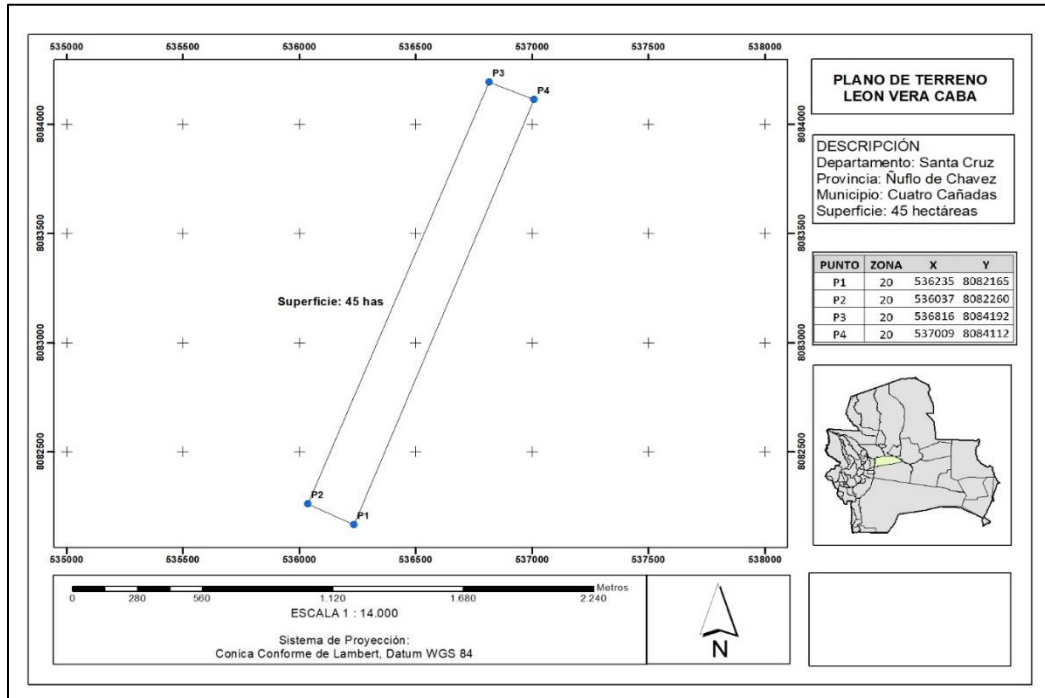 535000 535500 536000 536500 537000 537500 538000
P3
P4
8084000 8084000
8083500 8083500
Superficie: 45 has
8083000 8083000
8082500 8082500
P2
P1
535000 535500 536000 536500 537000 537500 538000
PLANO DE TERRENO
LEON VERA CABA
DESCRIPCIÓN
Departamento: Santa Cruz
Provincia: Ñuflo de Chavez
Municipio: Cuatro Cañadas
Superficie: 45 hectáreas
PUNTO ZONA X Y
P1 20 536235 8082165
P2 20 536037 8082260
P3 20 536816 8084192
P4 20 537009 8084112
Metros
0 280 560 1.120 1.680 2.240
ESCALA 1 : 14.000
Sistema de Proyección:
Conica Conforme de Lambert, Datum WGS 84
N